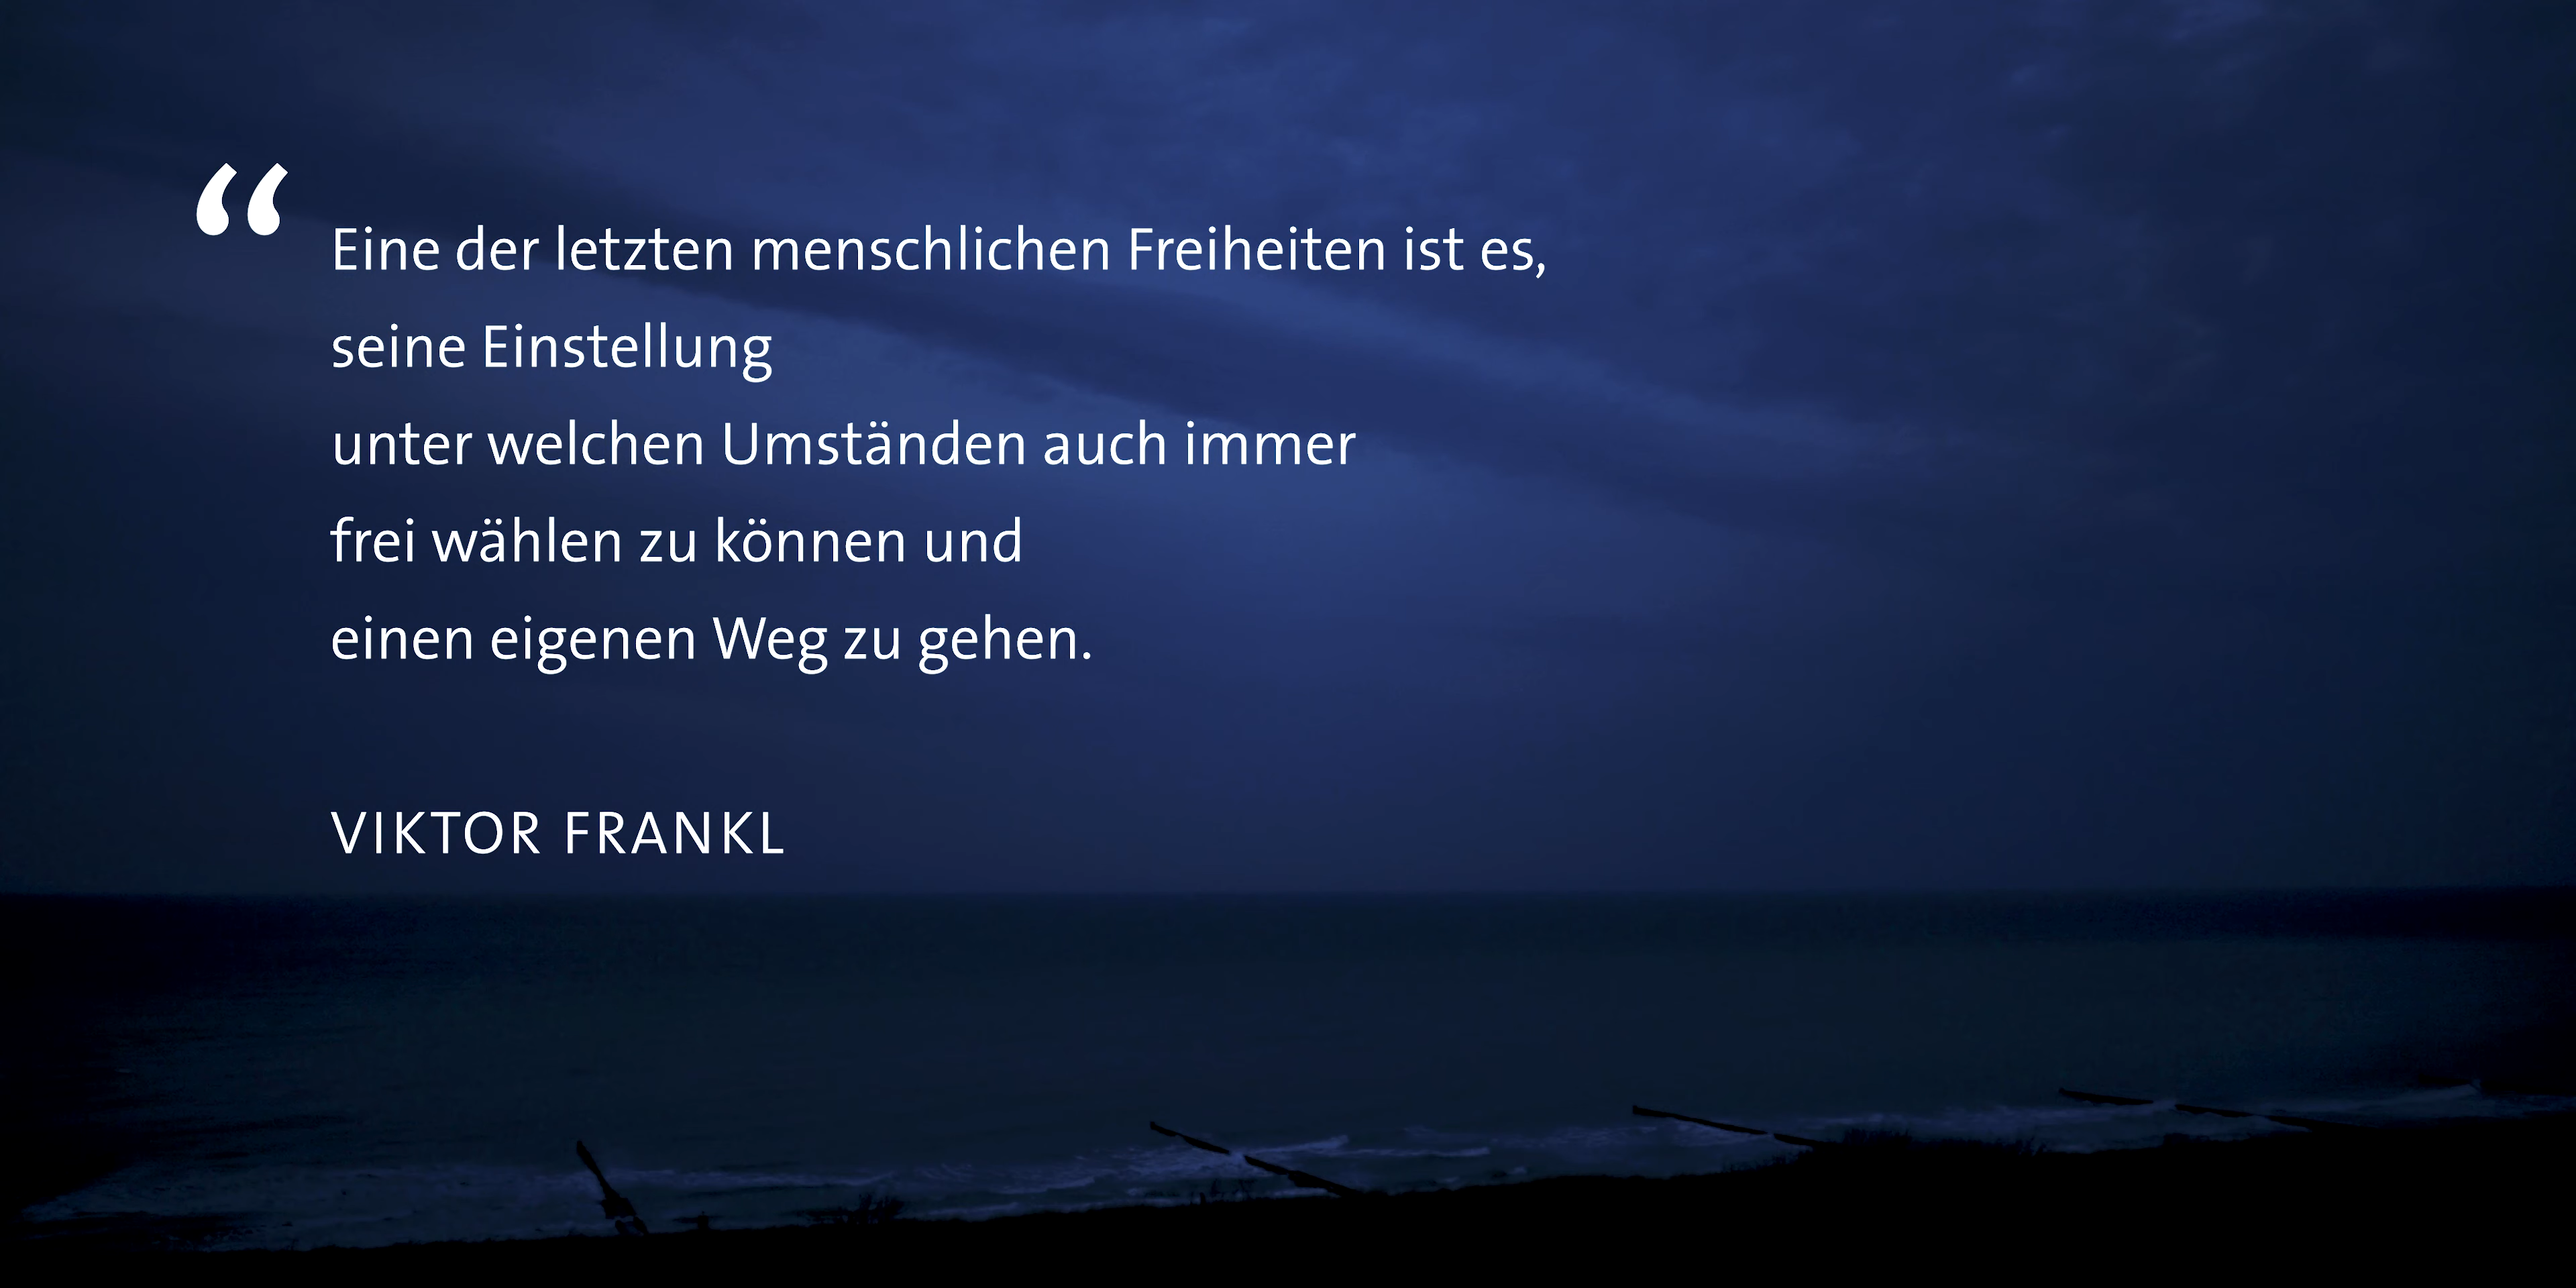 “
Eine der letzten menschlichen Freiheiten ist es,
seine Einstellung
unter welchen Umständen auch immer
frei wählen zu können und
einen eigenen Weg zu gehen.
VIKTOR FRANKL